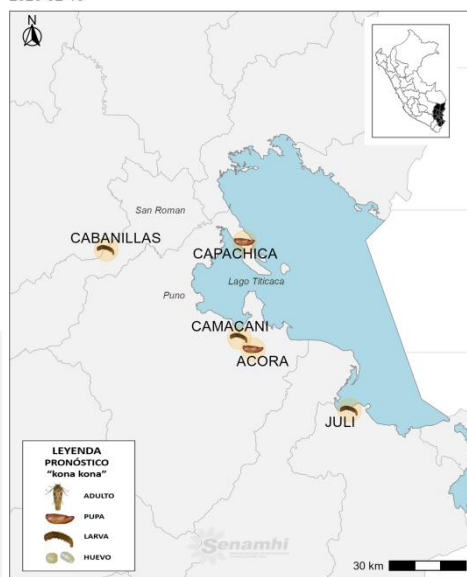 N
San Roman
CABANILLAS
CAPACHICA
Lago Titicaca
Puno
CAMACANI
ACORA
JULI
LEYENDA
PRONÓSTICO
"kona kona"
ADULTO
PUPA
LARVA
HUEVO
Senamhi
30 km